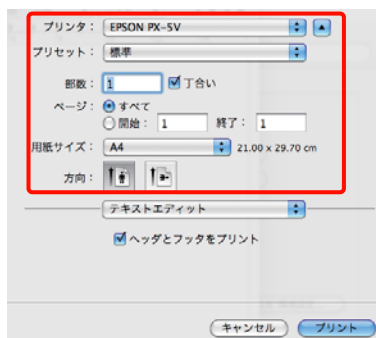 プリンタ： EPSON PX-5V
プリセット： 標準
部数： 1 丁合い
ページ： すべて
開始： 1 終了： 1
用紙サイズ： A4 21.00 x 29.70 cm
方向：
テキストエディット
ヘッダとフッタをプリント
キャンセル プリント